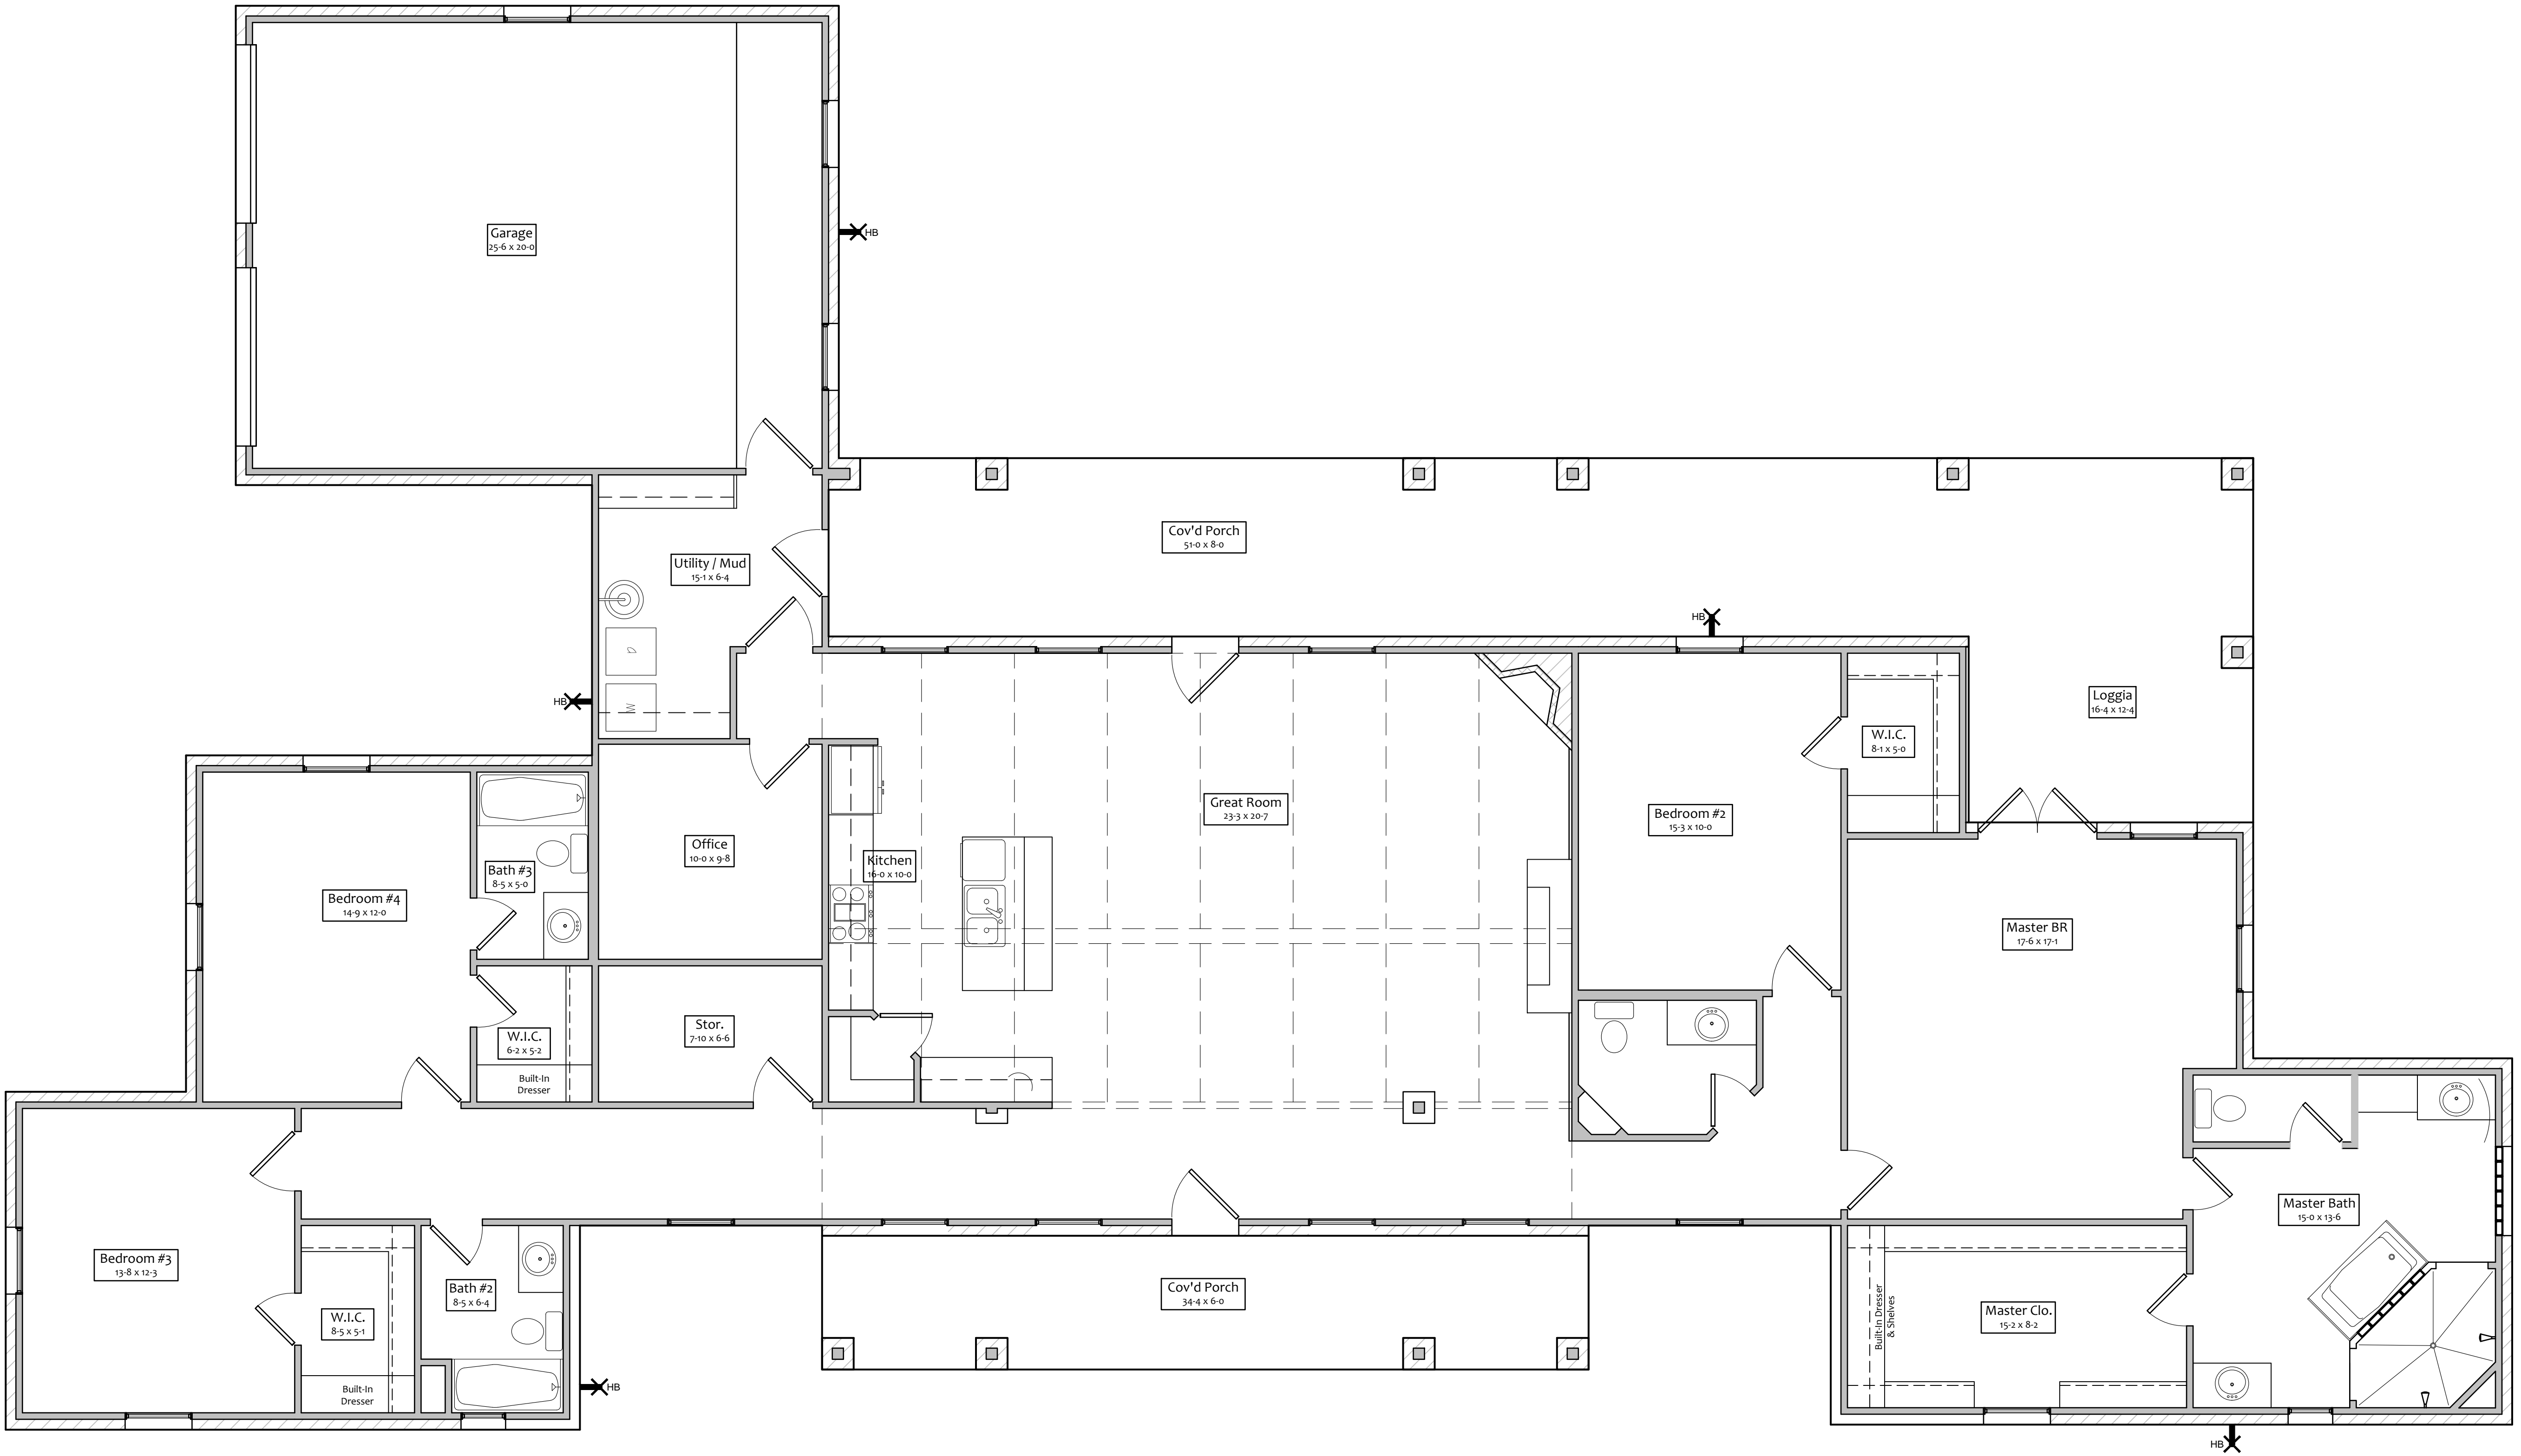 Garage
25-6 x 20-0
HB
Cov'd Porch
51-0 x 8-0
Utility / Mud
15-1 x 6-4
HB
D
W
HB
Loggia
16-4 x 12-4
W.I.C.
8-1 x 5-0
Great Room
23-3 x 20-7
Bedroom #2
15-3 x 10-0
Office
10-0 x 9-8
Kitchen
16-0 x 10-0
Bath #3
8-5 x 5-0
Bedroom #4
14-9 x 12-0
Master BR
17-6 x 17-1
Stor.
7-10 x 6-6
W.I.C.
6-2 x 5-2
Built-In
Dresser
Master Bath
15-0 x 13-6
Bedroom #3
13-8 x 12-3
Bath #2
8-5 x 6-4
Cov'd Porch
34-4 x 6-0
W.I.C.
8-5 x 5-1
Built-In Dresser
& Shelves
Master Clo.
15-2 x 8-2
Built-In
Dresser
HB
HB